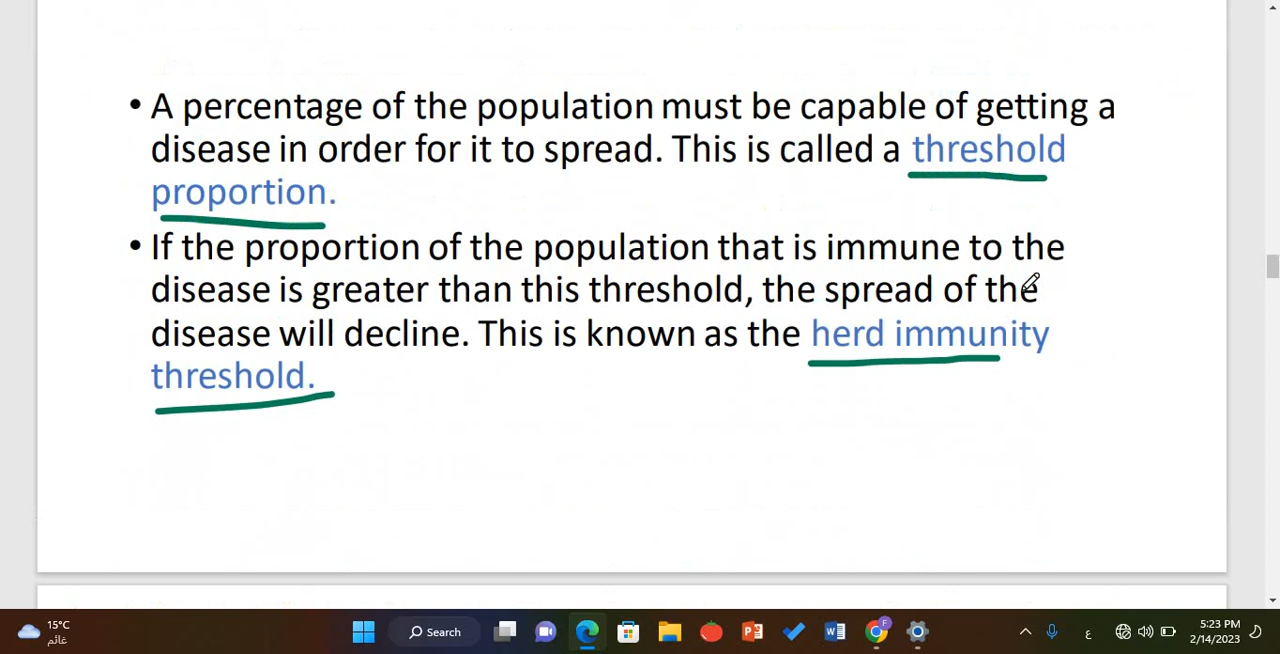 • A percentage of the population must be capable of getting a
disease in order for it to spread. This is called a threshold
proportion.
• If the proportion of the population that is immune to the
disease is greater than this threshold, the spread of the
disease will decline. This is known as the herd immunity
threshold.
15°C
غائم
Search
F
ع
5:23 PM
2/14/2023